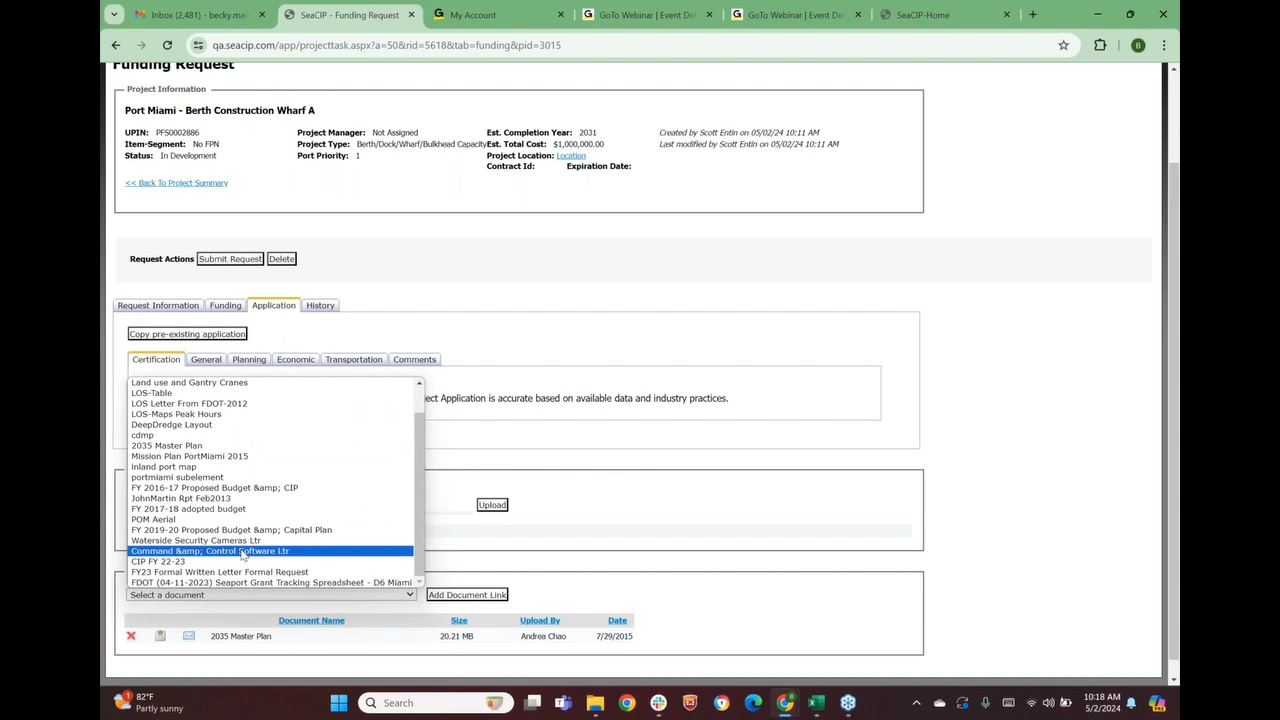 Inbox (2,481) - becky.mai
SeaCIP - Funding Request
My Account
GoTo Webinar | Event Det
GoTo Webinar | Event Det
SeaCIP-Home
qa.seacip.com/app/projecttask.aspx?a=50&rid=5618&tab=funding&pid=3015
B
Funding Request
Project Information
Port Miami - Berth Construction Wharf A
UPIN: PFS0002886
Project Manager: Not Assigned
Est. Completion Year: 2031
Created by Scott Entin on 05/02/24 10:11 AM
Item-Segment: No FPN
Project Type: Berth/Dock/Wharf/Bulkhead Capacity
Est. Total Cost: $1,000,000.00
Last modified by Scott Entin on 05/02/24 10:11 AM
Status: In Development
Port Priority: 1
Project Location: Location
Contract Id: Expiration Date:
<< Back To Project Summary
Request Actions Submit Request Delete
Request Information Funding Application History
Copy pre-existing application
Certification General Planning Economic Transportation Comments
Land use and Gantry Cranes
LOS-Table
ect Application is accurate based on available data and industry practices.
LOS Letter From FDOT-2012
LOS-Maps Peak Hours
DeepDredge Layout
cdmp
2035 Master Plan
Mission Plan PortMiami 2015
inland port map
portmiami subelement
FY 2016-17 Proposed Budget &amp; CIP
JohnMartin Rpt Feb2013
Upload
FY 2017-18 adopted budget
POM Aerial
FY 2019-20 Proposed Budget &amp; Capital Plan
Waterside Security Cameras Ltr
Command &amp; Control Software Ltr
CIP FY 22-23
FY23 Formal Written Letter Formal Request
FDOT (04-11-2023) Seaport Grant Tracking Spreadsheet - D6 Miami
Select a document
Add Document Link
Document Name Size Upload By Date
2035 Master Plan 20.21 MB Andrea Chao 7/29/2015
1
82°F
Partly sunny
Search
10:18 AM
5/2/2024